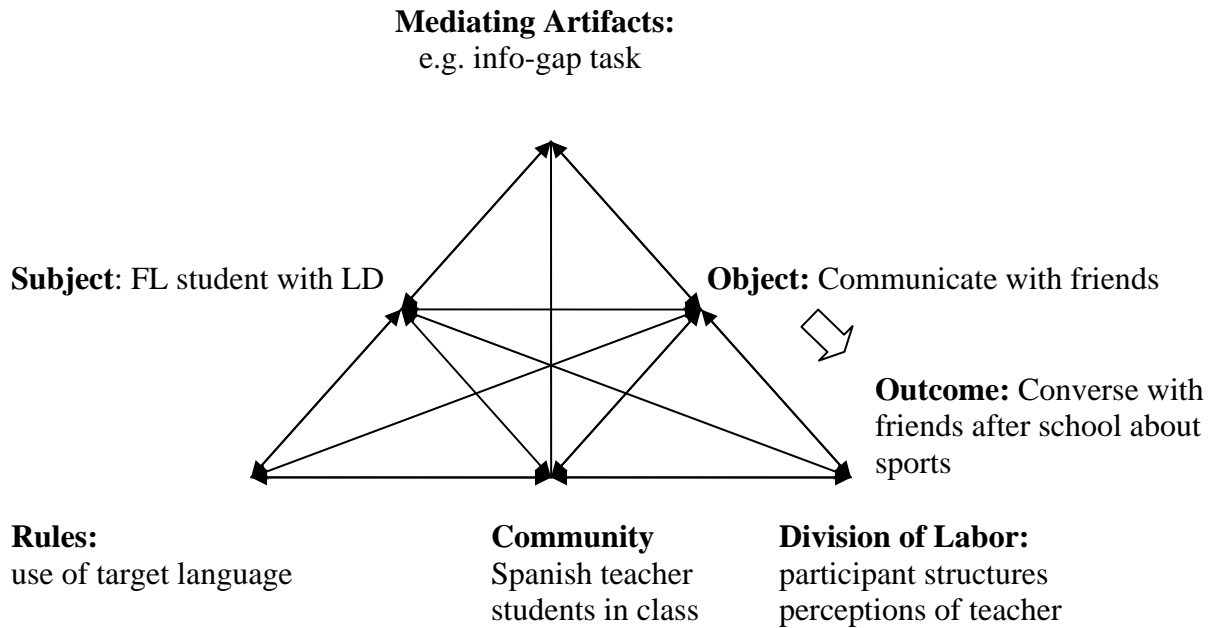 Mediating Artifacts:
e.g. info-gap task
Subject: FL student with LD
Object: Communicate with friends
Outcome: Converse with
friends after school about
sports
Rules:
use of target language
Community
Spanish teacher
students in class
Division of Labor:
participant structures
perceptions of teacher